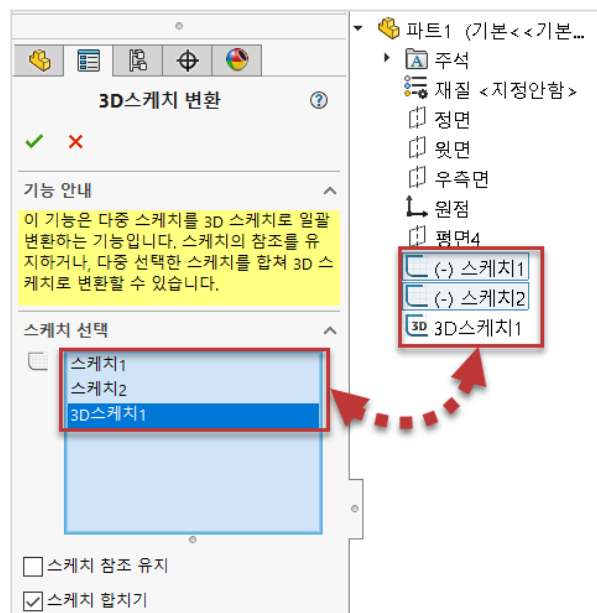 3D스케치 변환
기능 안내
이 기능은 다중 스케치를 3D 스케치로 일괄
변환하는 기능입니다. 스케치의 참조를 유
지하거나, 다중 선택한 스케치를 합쳐 3D 스
케치로 변환할 수 있습니다.
스케치 선택
스케치1
스케치2
3D스케치1
스케치 참조 유지
스케치 합치기
파트1 (기본<<기본...
주석
재질 <지정안함>
정면
윗면
우측면
원점
평면4
(-) 스케치1
(-) 스케치2
3D 3D스케치1